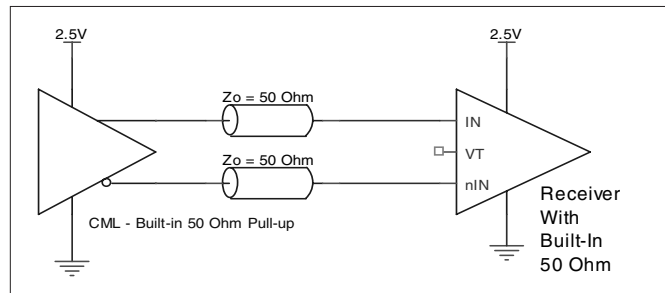 2.5V
2.5V
Zo = 50 Ohm
IN
VT
Zo = 50 Ohm
nIN
CML - Built-in 50 Ohm Pull-up
Receiver
With
Built-In
50 Ohm